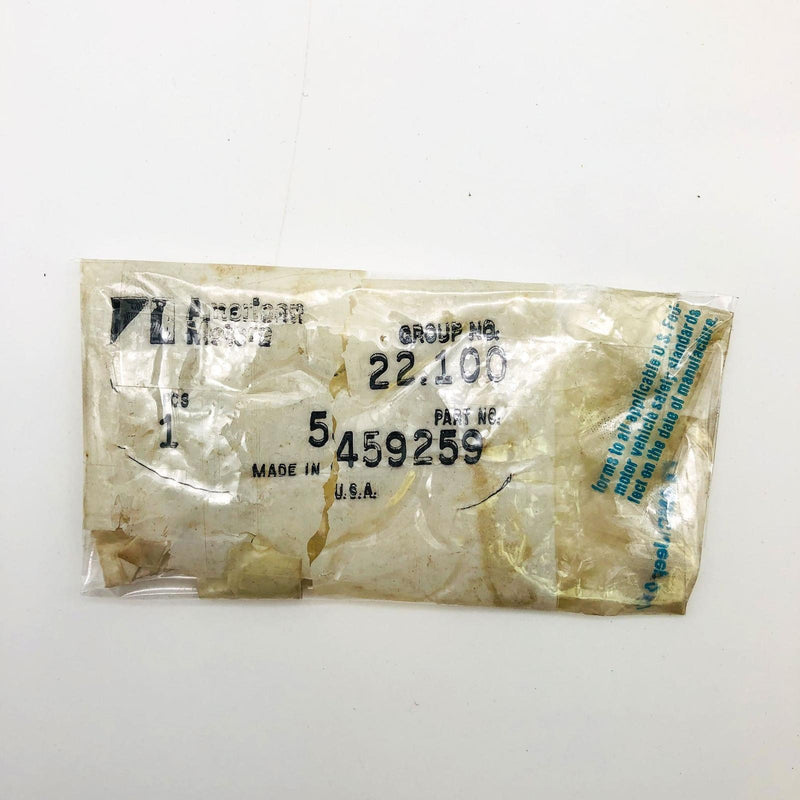 American
Motors
GROUP NO.
22.100
CS
1
PART NO.
5459259
MADE IN
U.S.A.
forms to all applicable U.S. Fed
motor vehicle safety standards
fect on the date of manufacture